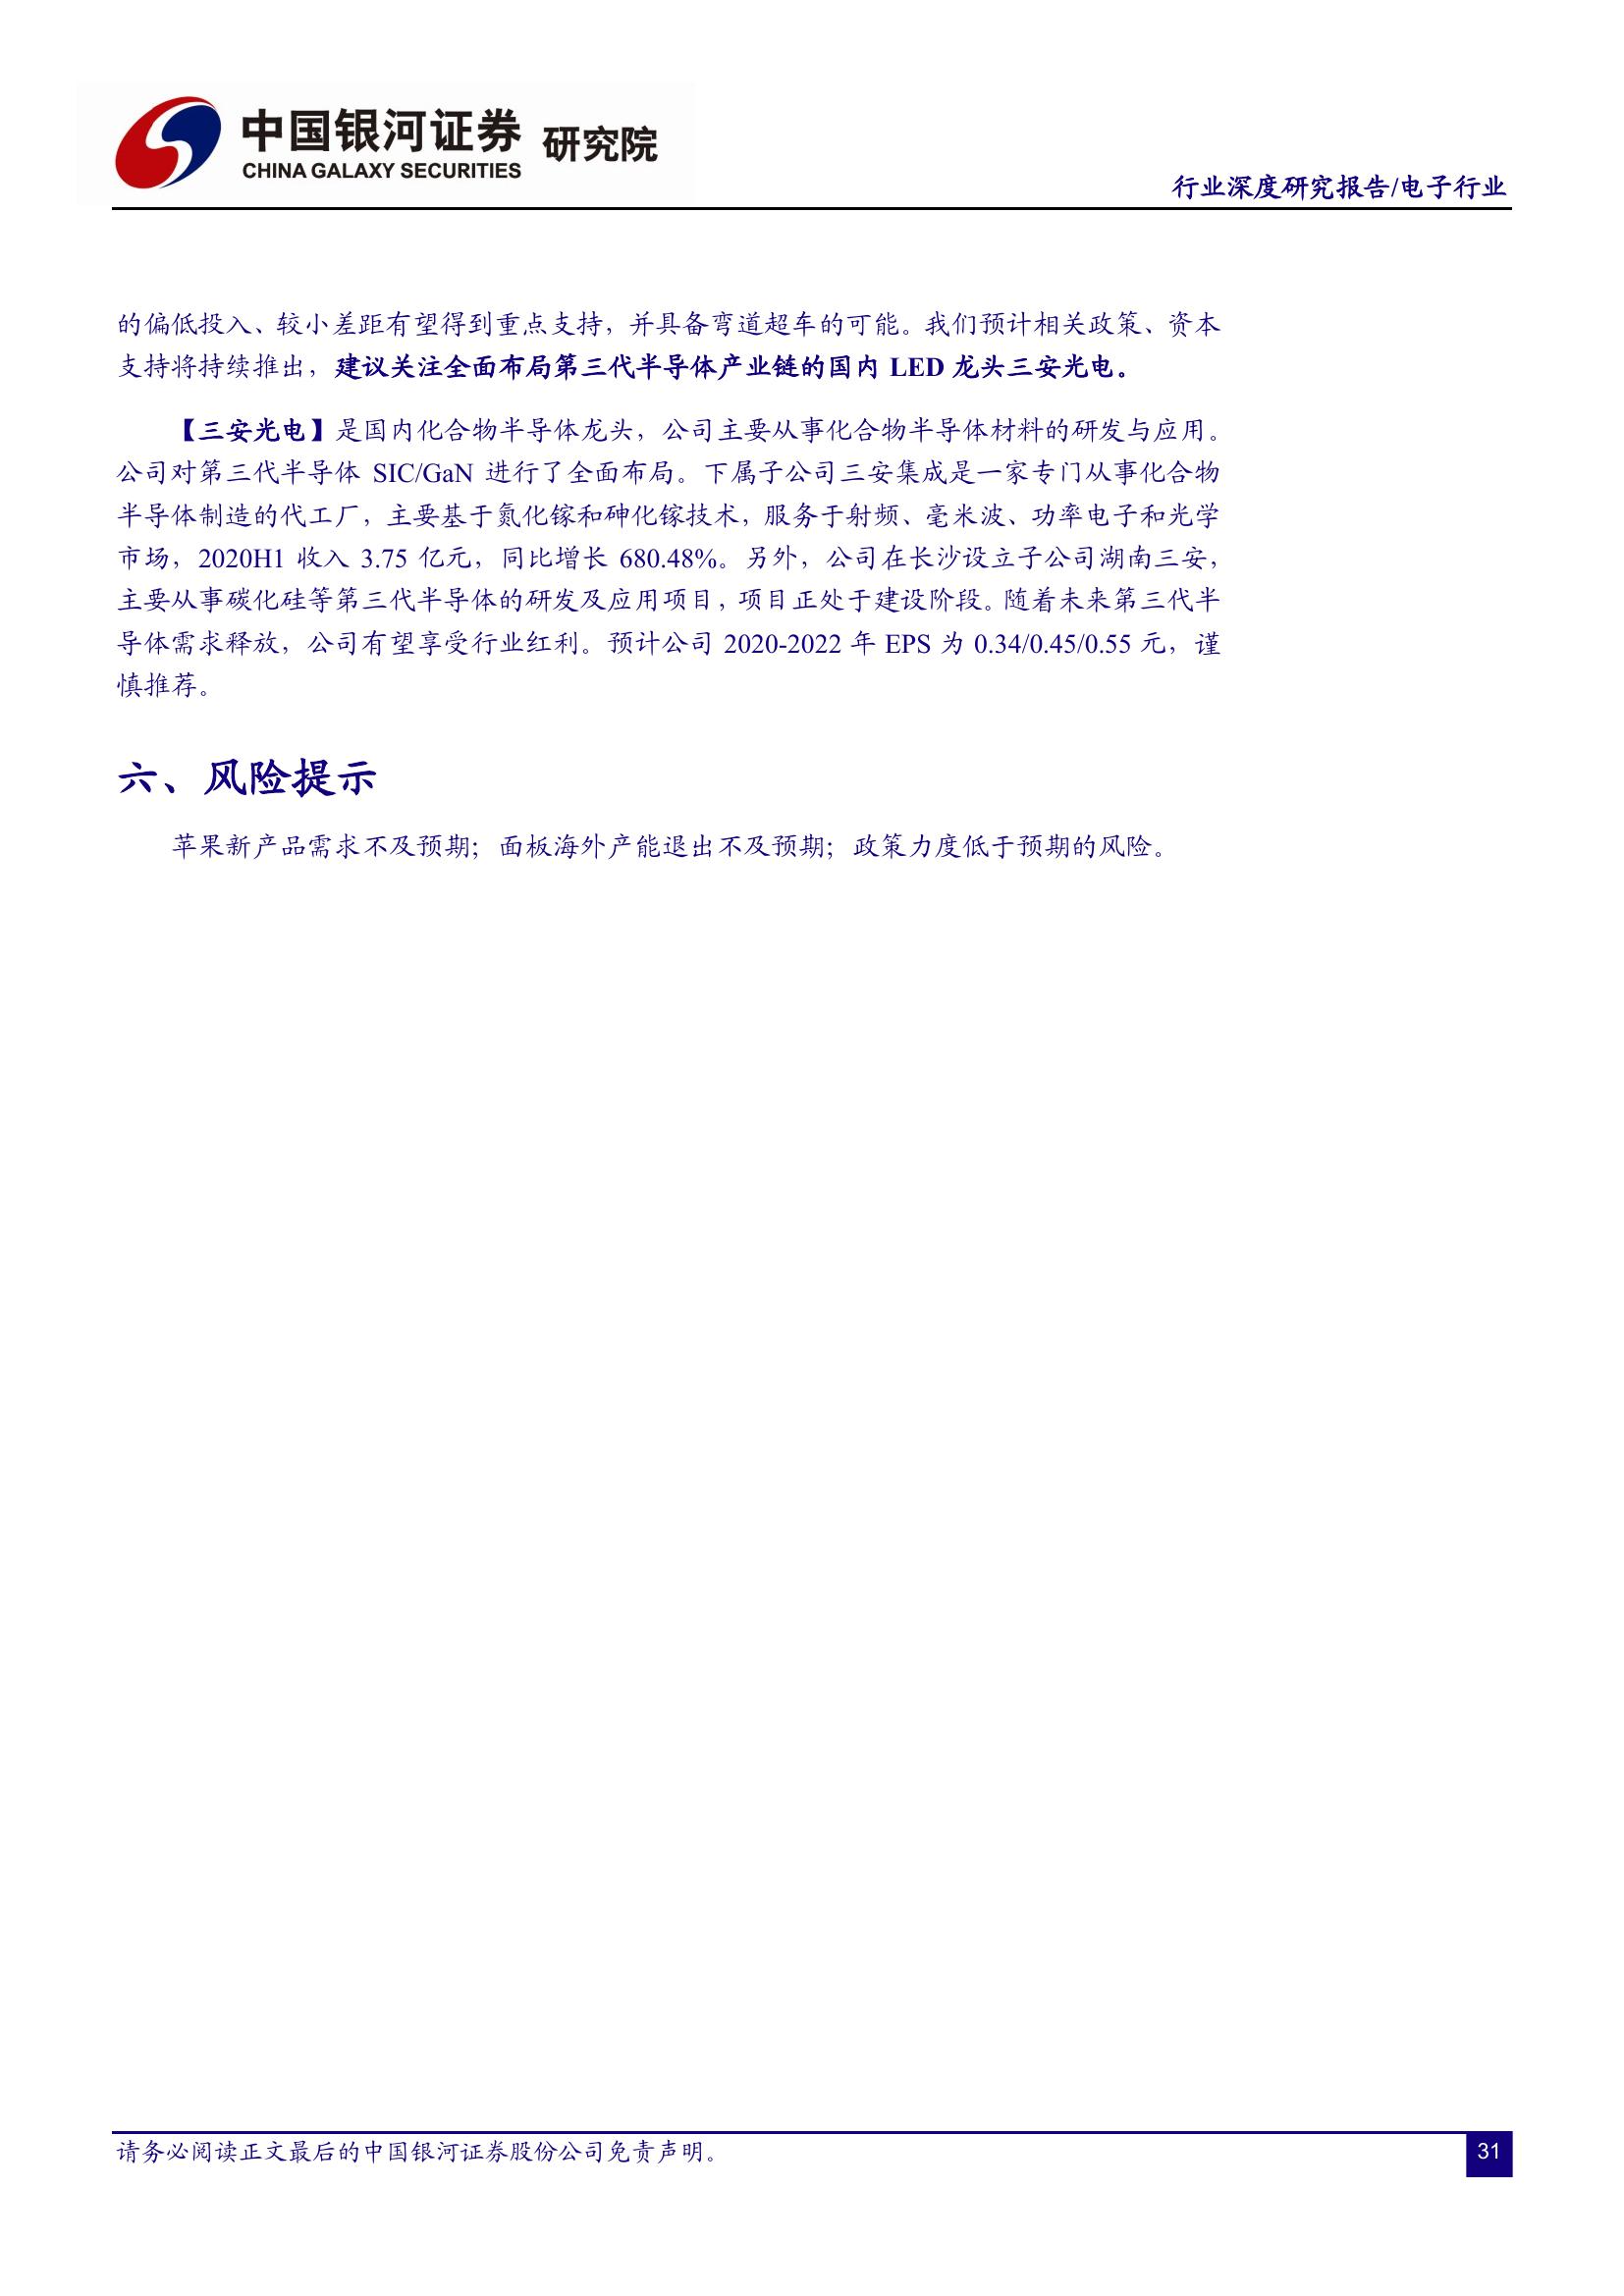 中国银河证券 研究院
CHINA GALAXY SECURITIES
行业深度研究报告/电子行业
的偏低投入、较小差距有望得到重点支持，并具备弯道超车的可能。我们预计相关政策、资本
支持将持续推出，建议关注全面布局第三代半导体产业链的国内 LED 龙头三安光电。
【三安光电】是国内化合物半导体龙头，公司主要从事化合物半导体材料的研发与应用。
公司对第三代半导体 SIC/GaN 进行了全面布局。下属子公司三安集成是一家专门从事化合物
半导体制造的代工厂，主要基于氮化镓和砷化镓技术，服务于射频、毫米波、功率电子和光学
市场，2020H1 收入 3.75 亿元，同比增长 680.48%。另外，公司在长沙设立子公司湖南三安，
主要从事碳化硅等第三代半导体的研发及应用项目，项目正处于建设阶段。随着未来第三代半
导体需求释放，公司有望享受行业红利。预计公司 2020-2022 年 EPS 为 0.34/0.45/0.55 元，谨
慎推荐。
六、风险提示
苹果新产品需求不及预期；面板海外产能退出不及预期；政策力度低于预期的风险。
请务必阅读正文最后的中国银河证券股份公司免责声明。
31